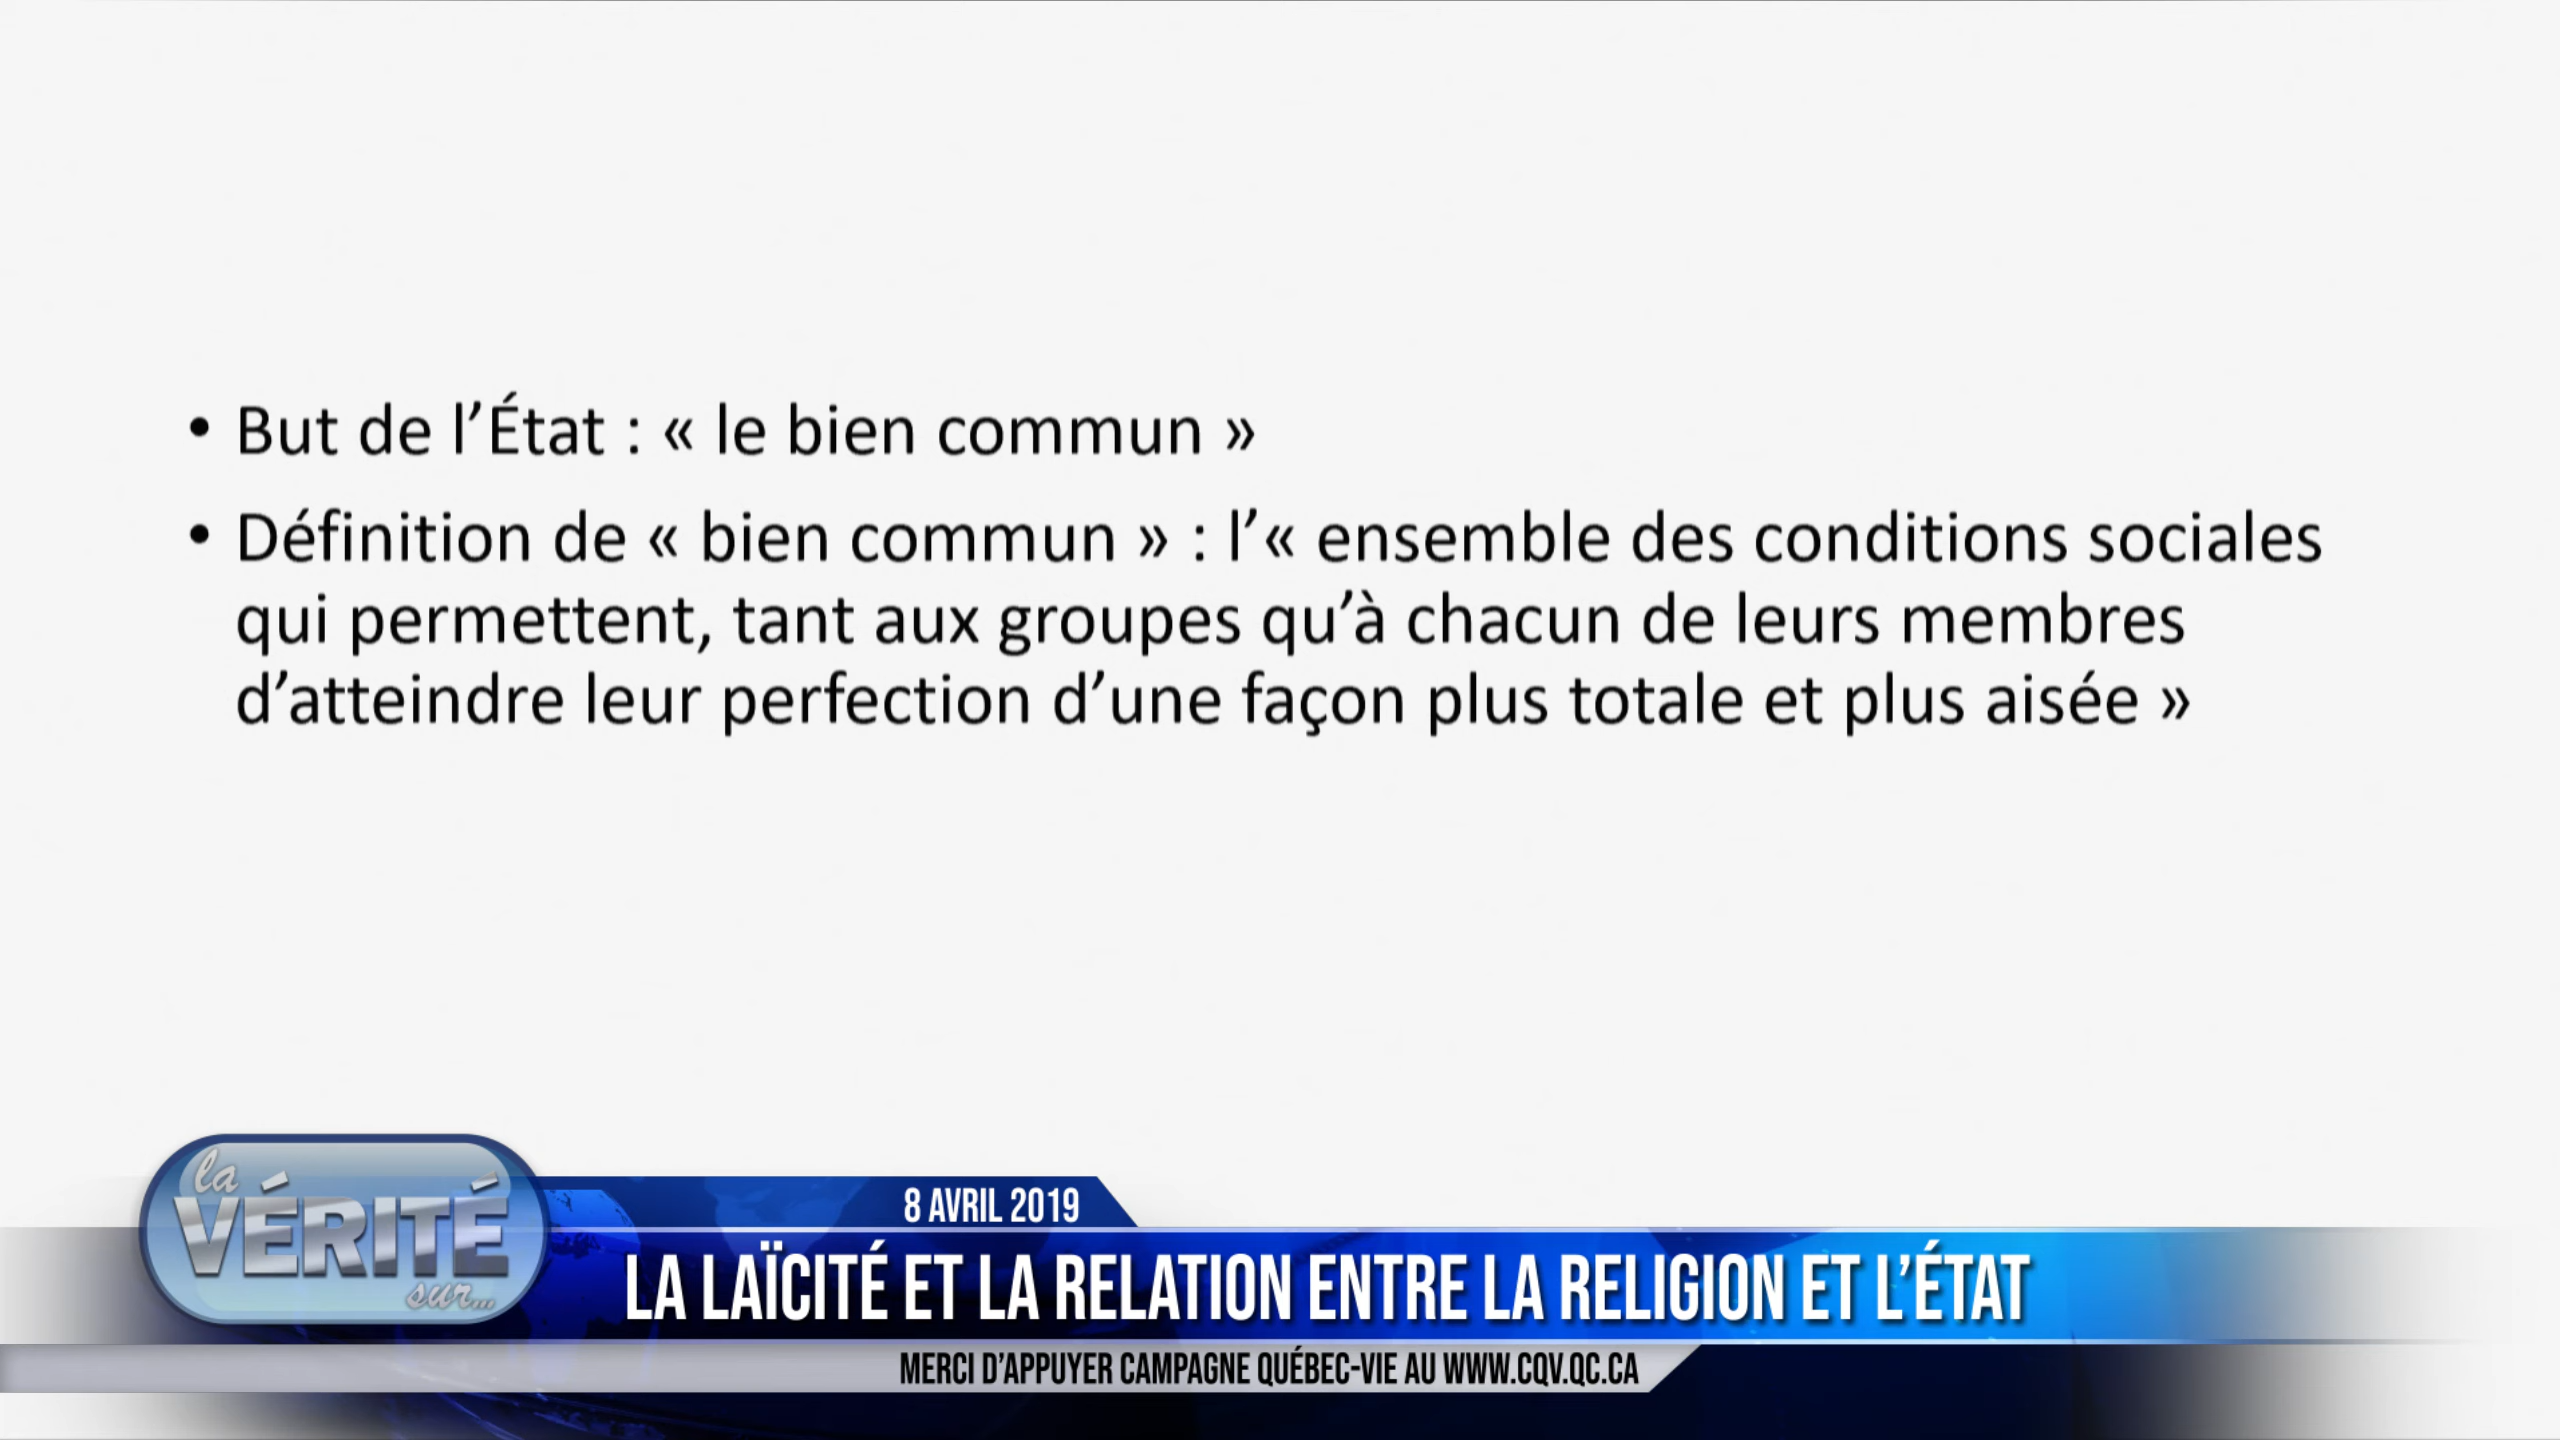 • But de l’État : « le bien commun »
• Définition de « bien commun » : l’« ensemble des conditions sociales
qui permettent, tant aux groupes qu’à chacun de leurs membres
d’atteindre leur perfection d’une façon plus totale et plus aisée »
la
VÉRITÉ
sur...
8 AVRIL 2019
LA LAÏCITÉ ET LA RELATION ENTRE LA RELIGION ET L’ÉTAT
MERCI D’APPUYER CAMPAGNE QUÉBEC-VIE AU WWW.CQV.QC.CA